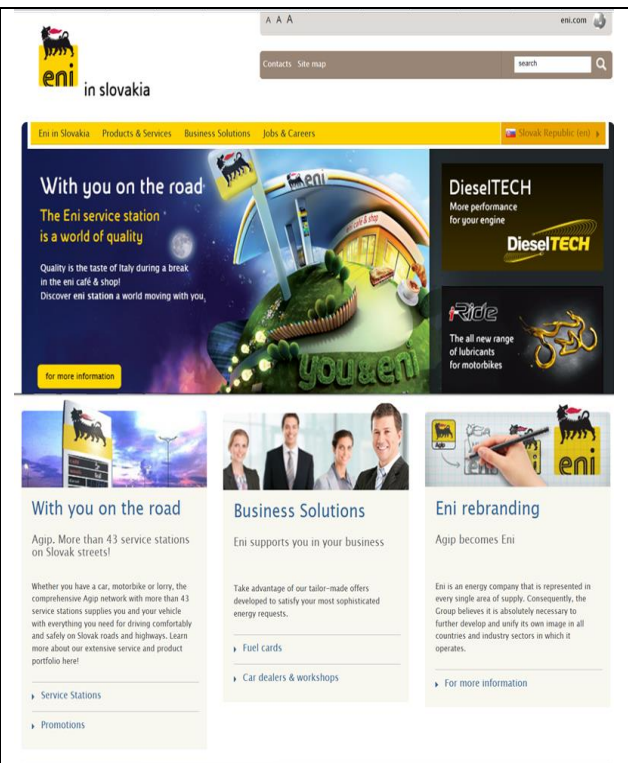 A A A
eni.com
eni
in slovakia
Contacts Site map
search
Eni in Slovakia Products & Services Business Solutions Jobs & Careers
Slovak Republic (en)
With you on the road
The Eni service station
is a world of quality
Quality is the taste of Italy during a break
in the eni café & shop!
Discover eni station a world moving with you.
for more information
eni
eni café & shop
you&eni
DieselTECH
More performance
for your engine
DieselTECH
iRide
The all new range
of lubricants
for motorbikes
Agip
eni
eni
With you on the road
Agip. More than 43 service stations
on Slovak streets!
Whether you have a car, motorbike or lorry, the
comprehensive Agip network with more than 43
service stations supplies you and your vehicle
with everything you need for driving comfortably
and safely on Slovak roads and highways. Learn
more about our extensive service and product
portfolio here!
Service Stations
Promotions
Business Solutions
Eni supports you in your business
Take advantage of our tailor-made offers
developed to satisfy your most sophisticated
energy requests.
Fuel cards
Car dealers & workshops
Eni rebranding
Agip becomes Eni
Eni is an energy company that is represented in
every single area of supply. Consequently, the
Group believes it is absolutely necessary to
further develop and unify its own image in all
countries and industry sectors in which it
operates.
For more information